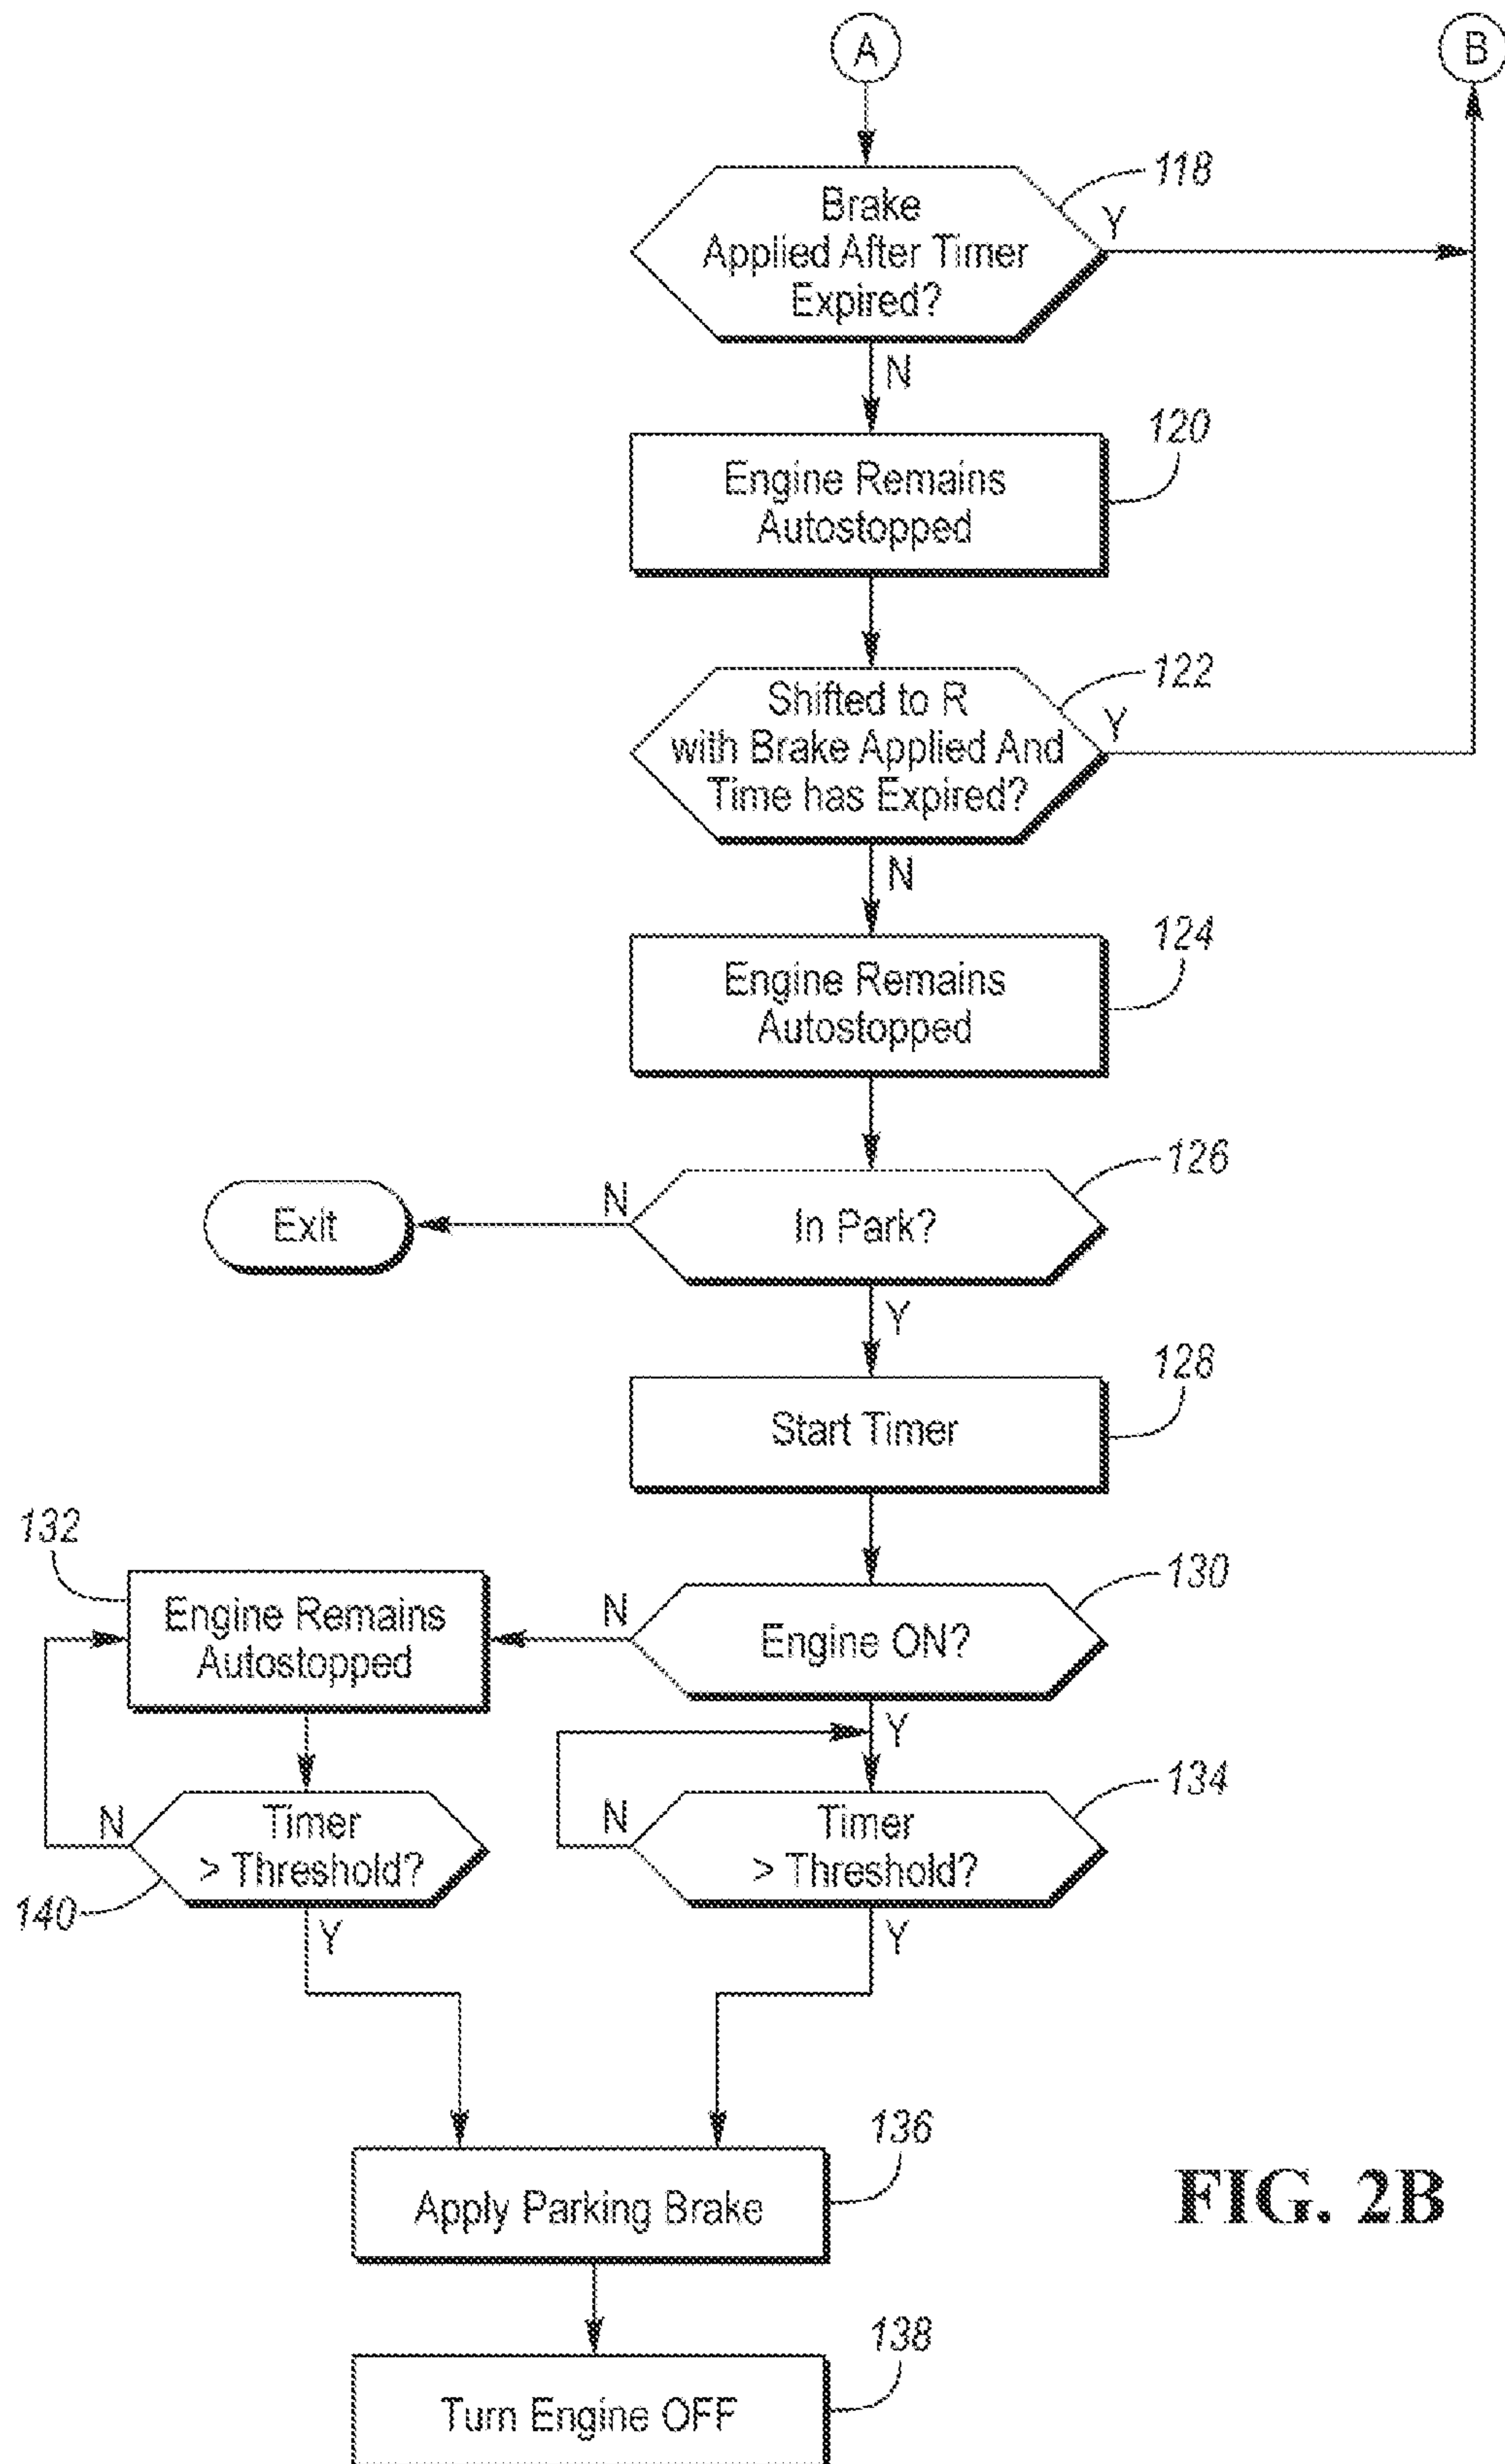 A
B
118
Brake
Applied After Timer
Expired?
Y
N
120
Engine Remains
Autostopped
122
Shifted to R
with Brake Applied And
Time has Expired?
Y
N
124
Engine Remains
Autostopped
126
In Park?
N
Exit
Y
128
Start Timer
130
Engine ON?
N
132
Engine Remains
Autostopped
Y
134
Timer
> Threshold?
N
Y
Timer
> Threshold?
N
140
Y
136
Apply Parking Brake
138
Turn Engine OFF
FIG. 2B